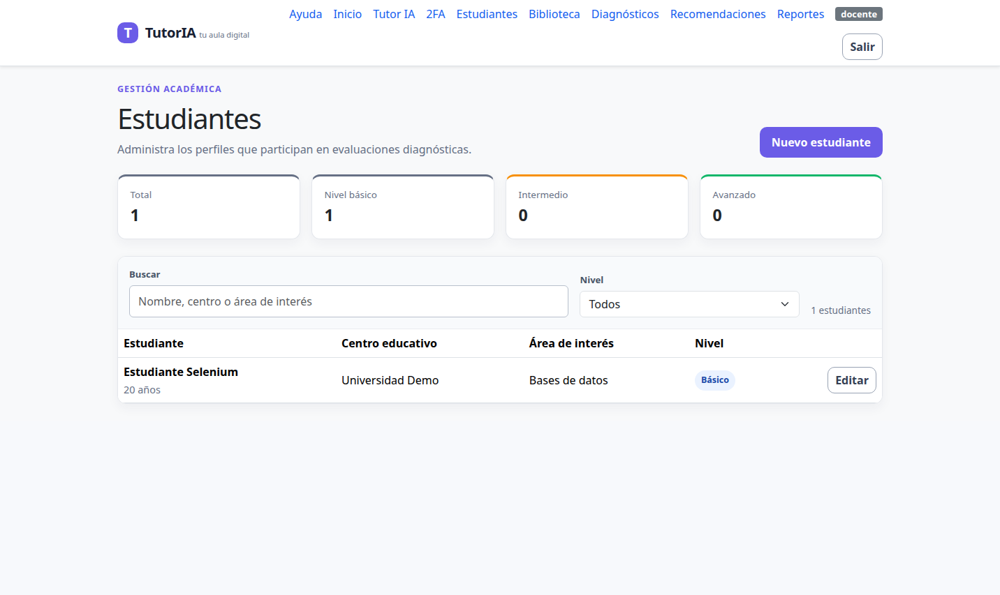 T TutorIA tu aula digital
Ayuda Inicio Tutor IA 2FA Estudiantes Biblioteca Diagnósticos Recomendaciones Reportes docente
Salir
GESTIÓN ACADÉMICA
Estudiantes
Administra los perfiles que participan en evaluaciones diagnósticas.
Nuevo estudiante
Total
1
Nivel básico
1
Intermedio
0
Avanzado
0
Buscar
Nombre, centro o área de interés
Nivel
Todos
1 estudiantes
Estudiante Centro educativo Área de interés Nivel
Estudiante Selenium
20 años
Universidad Demo
Bases de datos
Básico
Editar